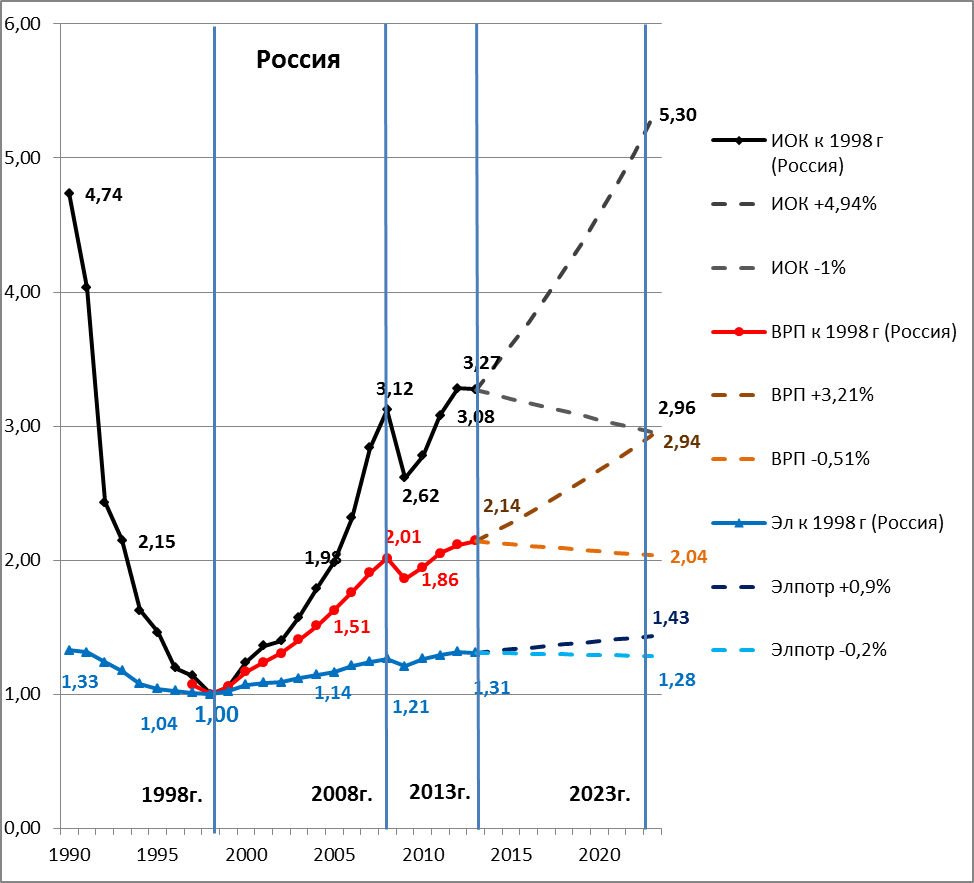 6,00
5,00
4,00
3,00
2,00
1,00
0,00
Россия
5,30
4,74
3,27
3,12
3,08
2,96
2,94
2,62
2,15
2,14
1,98
2,01
1,86
2,04
1,51
1,43
1,33
1,14
1,31
1,28
1,04
1,00
1,21
1998г.
2008г.
2013г.
2023г.
1990
1995
2000
2005
2010
2015
2020
ИОК к 1998 г
(Россия)
ИОК +4,94%
ИОК -1%
ВРП к 1998 г (Россия)
ВРП +3,21%
ВРП -0,51%
Эл к 1998 г (Россия)
Элпотр +0,9%
Элпотр -0,2%